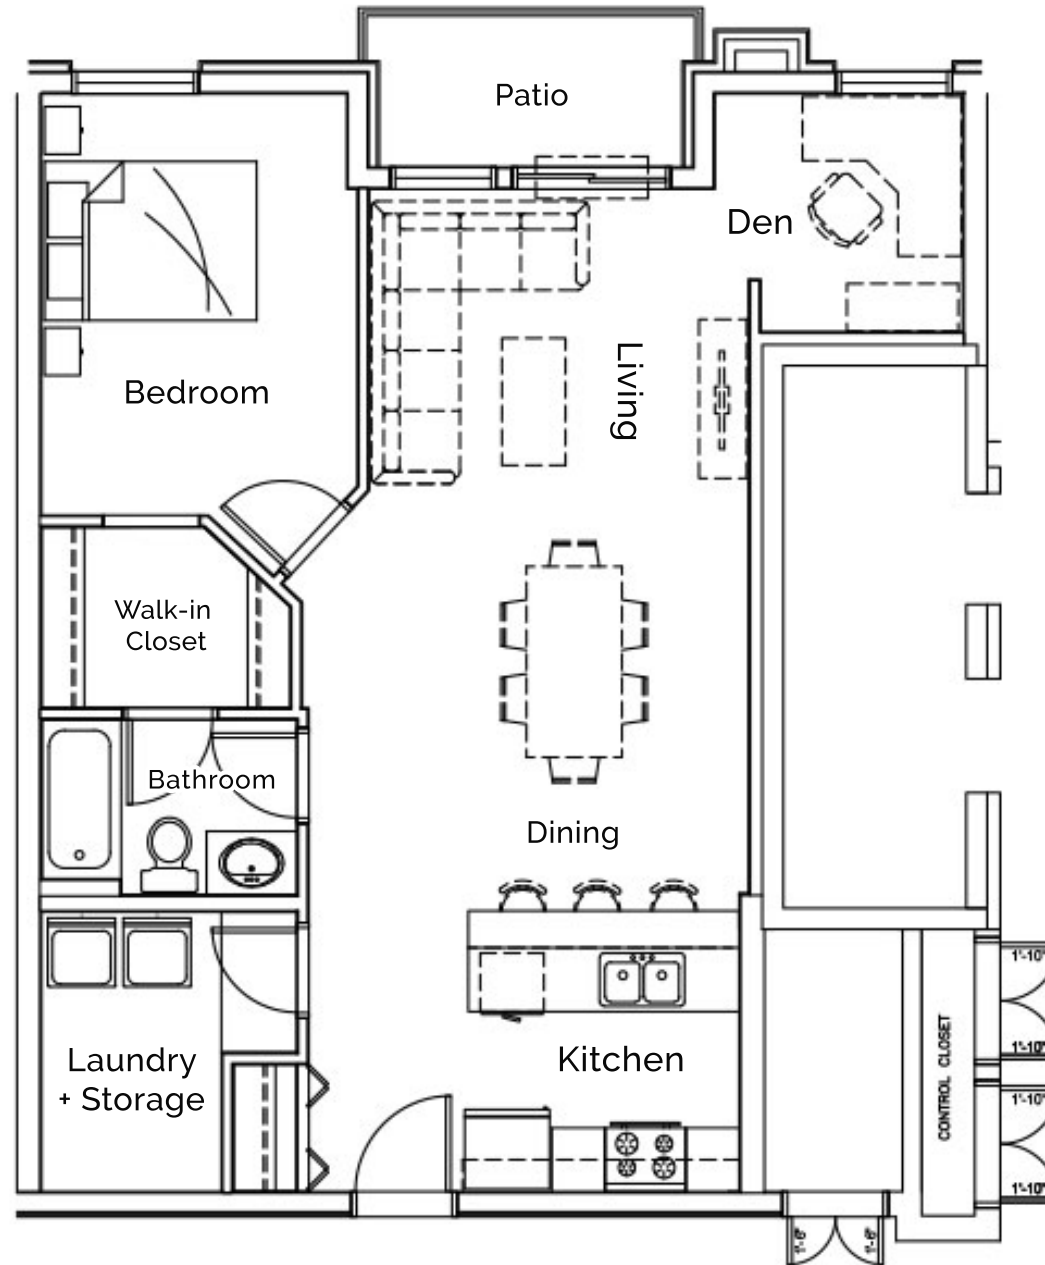 Patio
Den
Living
Bedroom
Walk-in
Closet
Bathroom
Dining
1'-10"
1'-10"
Laundry
+ Storage
Kitchen
CONTROL CLOSET
1'-10"
1'-10"
1'-6"
1'-6"